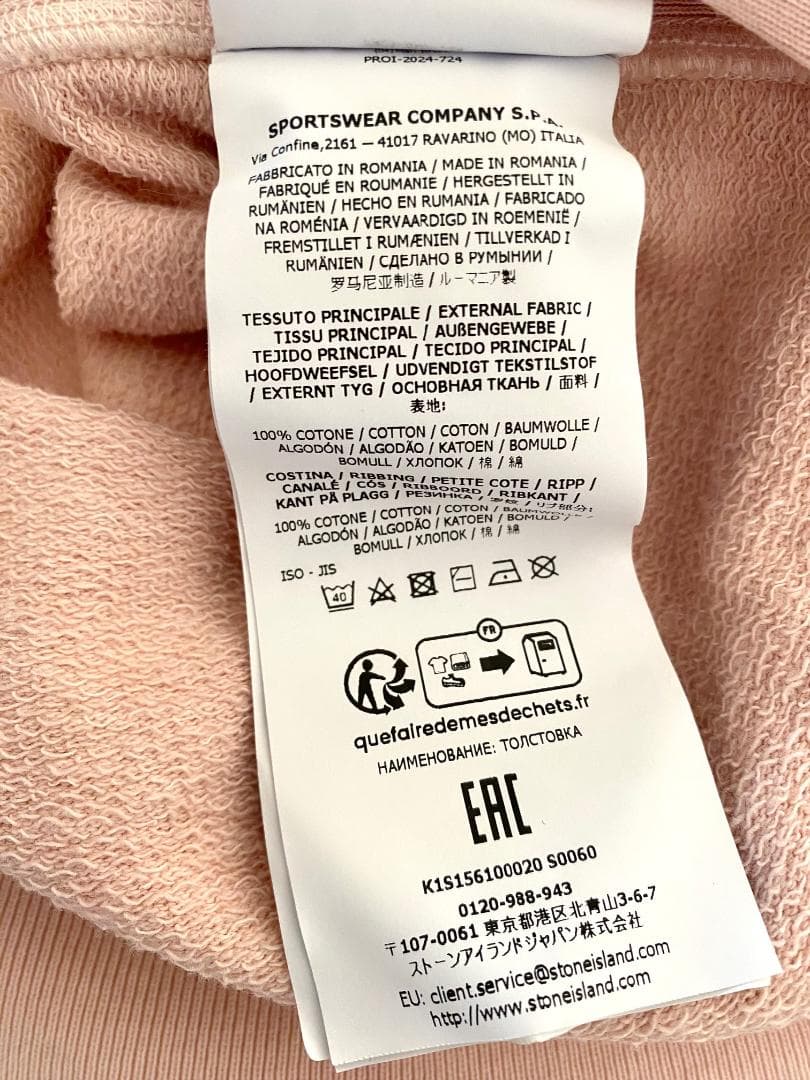 PROI-2024-724
SPORTSWEAR COMPANY S.P.A.
Via Confine,2161 — 41017 RAVARINO (MO) ITALIA
FABBRICATO IN ROMANIA / MADE IN ROMANIA /
FABRIQUÉ EN ROUMANIE / HERGESTELLT IN
RUMÄNIEN / HECHO EN RUMANIA / FABRICADO
NA ROMÉNIA / VERVAARDIGD IN ROEMENIË /
FREMSTILLET I RUMÆNIEN / TILLVERKAD I
RUMÄNIEN / СДЕЛАНО В РУМЫНИИ /
罗马尼亚制造 / ルーマニア製
TESSUTO PRINCIPALE / EXTERNAL FABRIC /
TISSU PRINCIPAL / AUßENGEWEBE /
TEJIDO PRINCIPAL / TECIDO PRINCIPAL /
HOOFDWEEFSEL / UDVENDIGT TEKSTILSTOF
/ EXTERNT TYG / ОСНОВНАЯ ТКАНЬ / 面料 /
表地:
100% COTONE / COTTON / COTON / BAUMWOLLE /
ALGODÓN / ALGODÃO / KATOEN / BOMULD /
BOMULL / ХЛОПОК / 棉 / 綿
COSTINA / RIBBING / PETITE COTE / RIPP /
CANALÉ / CÓS / RIBBOORD / RIBKANT /
KANT PÅ PLAGG / РЕЗИНКА / 罗纹 / リブ部分:
100% COTONE / COTTON / COTON / BAUMWOLLE /
ALGODÓN / ALGODÃO / KATOEN / BOMULD /
BOMULL / ХЛОПОК / 棉 / 綿
ISO - JIS
40
FR
quefairedemesdechets.fr
НАИМЕНОВАНИЕ: ТОЛСТОВКА
EAC
K1S156100020 S0060
0120-988-943
〒107-0061 東京都港区北青山3-6-7
ストーンアイランドジャパン株式会社
EU: client.service@stoneisland.com
http://www.stoneisland.com